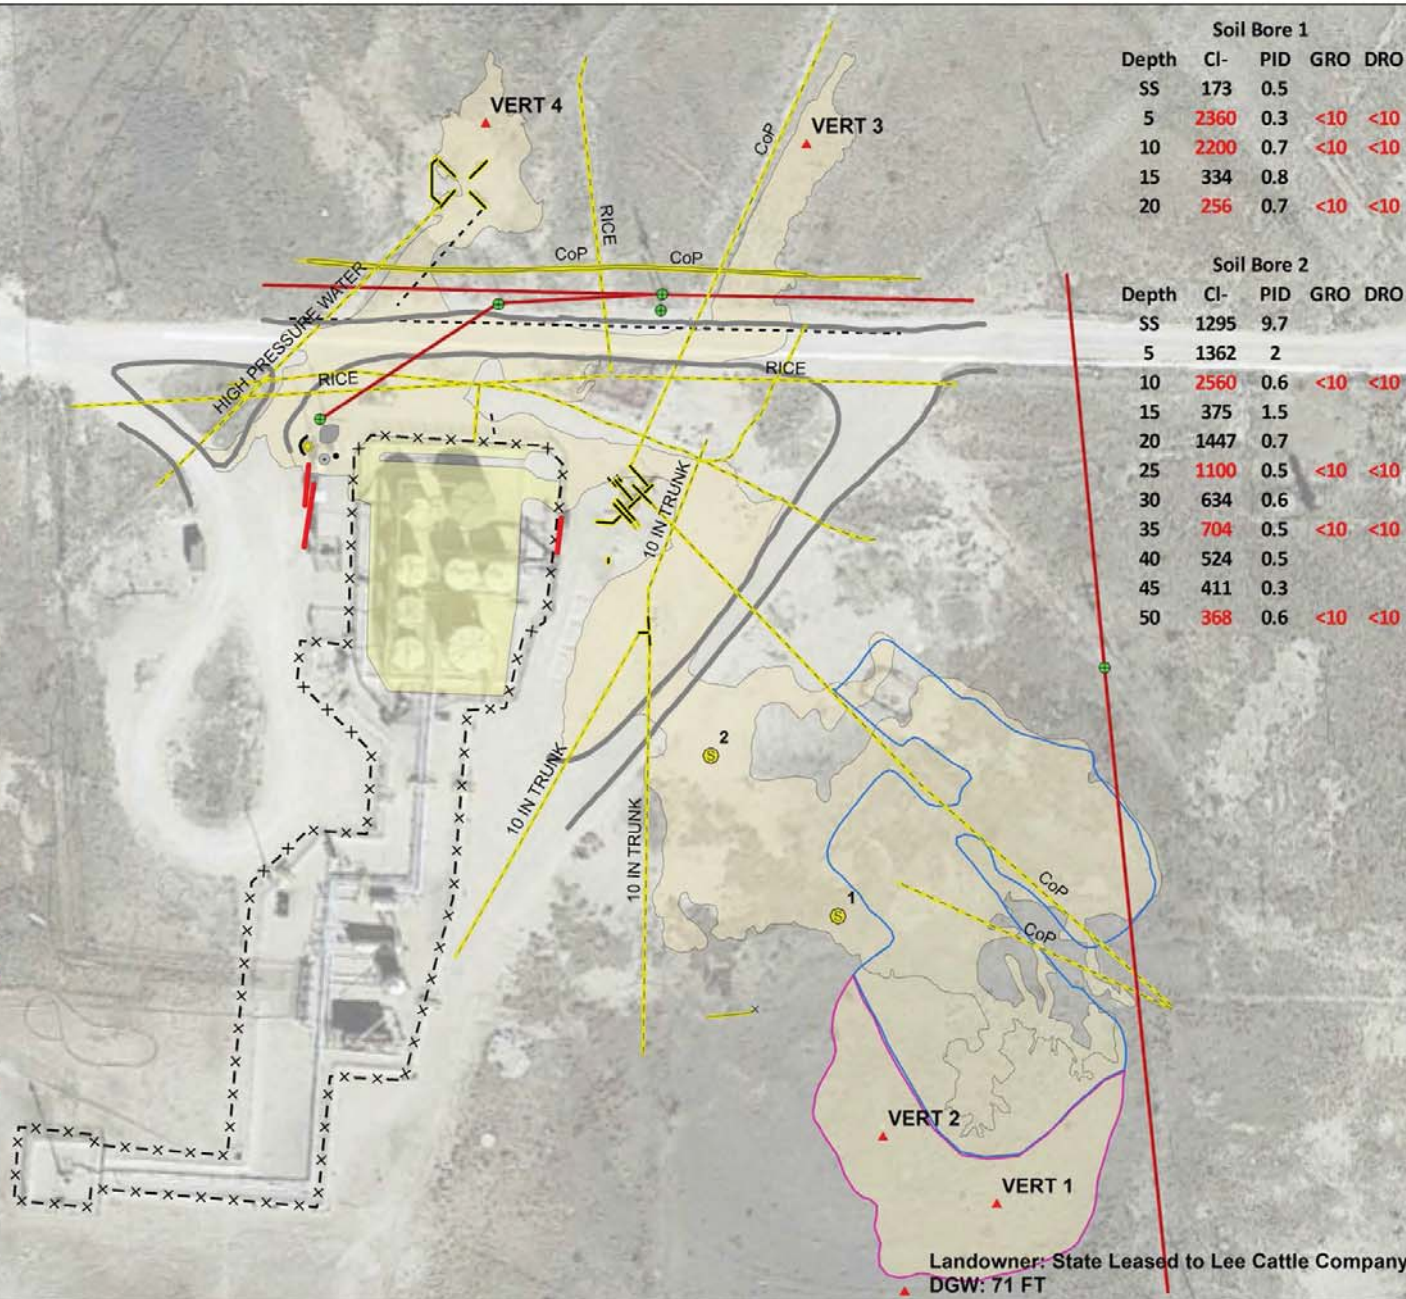 Soil Bore 1
Depth Cl- PID GRO DRO
SS 173 0.5
5 2360 0.3 <10 <10
10 2200 0.7 <10 <10
15 334 0.8
20 256 0.7 <10 <10
Soil Bore 2
Depth Cl- PID GRO DRO
SS 1295 9.7
5 1362 2
10 2560 0.6 <10 <10
15 375 1.5
20 1447 0.7
25 1100 0.5 <10 <10
30 634 0.6
35 704 0.5 <10 <10
40 524 0.5
45 411 0.3
50 368 0.6 <10 <10
VERT 4
VERT 3
CoP
RICE
CoP
CoP
HIGH PRESSURE WATER
RICE
RICE
10 IN TRUNK
10 IN TRUNK
10 IN TRUNK
2
S
1
S
CoP
CoP
VERT 2
VERT 1
Landowner: State Leased to Lee Cattle Company
DGW: 71 FT